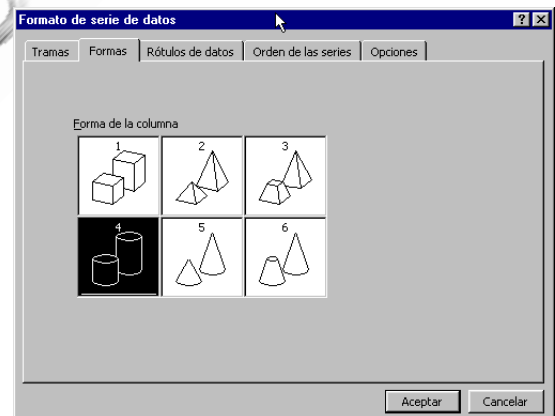 Formato de serie de datos
Tramas Formas Rótulos de datos Orden de las series Opciones
Forma de la columna
1 2 3
4 5 6
Aceptar Cancelar